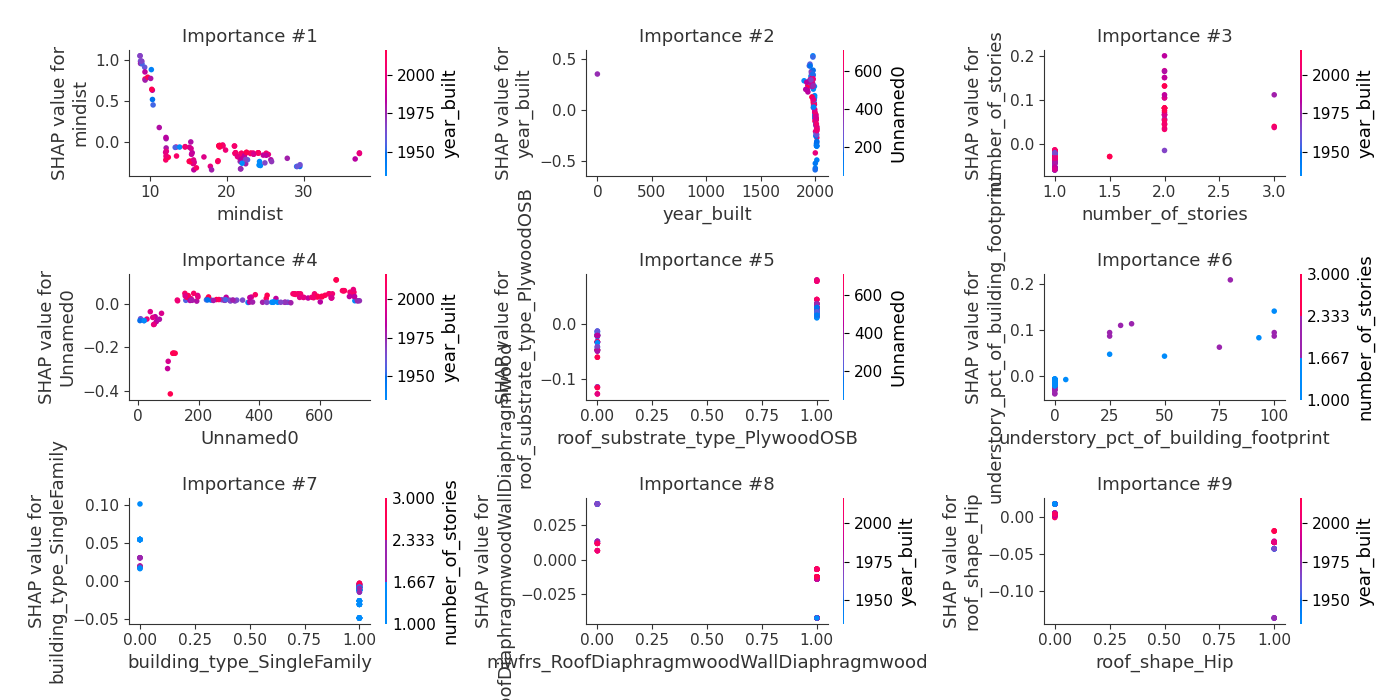 Importance #1
SHAP value for
mindist
1.0
0.5
0.0
10
20
30
mindist
2000
1975
1950
year_built
Importance #2
SHAP value for
year_built
0.5
0.0
−0.5
0
500
1000
1500
2000
year_built
600
400
200
Unnamed0
Importance #3
SHAP value for
number_of_stories
0.2
0.1
0.0
1.0
1.5
2.0
2.5
3.0
number_of_stories
2000
1975
1950
year_built
Importance #4
SHAP value for
Unnamed0
0.0
−0.2
−0.4
0
200
400
600
Unnamed0
2000
1975
1950
year_built
Importance #5
SHAP value for
roof_substrate_type_PlywoodOSB
0.0
−0.1
0.00
0.25
0.50
0.75
1.00
roof_substrate_type_PlywoodOSB
600
400
200
Unnamed0
Importance #6
SHAP value for
understory_pct_of_building_footprint
0.2
0.1
0.0
0
25
50
75
100
understory_pct_of_building_footprint
3.000
2.333
1.667
1.000
number_of_stories
Importance #7
SHAP value for
building_type_SingleFamily
0.10
0.05
0.00
−0.05
0.00
0.25
0.50
0.75
1.00
building_type_SingleFamily
3.000
2.333
1.667
1.000
number_of_stories
Importance #8
SHAP value for
oofDiaphragmwoodWallDiaphragmwood
0.025
0.000
−0.025
0.00
0.25
0.50
0.75
1.00
mwfrs_RoofDiaphragmwoodWallDiaphragmwood
2000
1975
1950
year_built
Importance #9
SHAP value for
roof_shape_Hip
0.00
−0.05
−0.10
0.00
0.25
0.50
0.75
1.00
roof_shape_Hip
2000
1975
1950
year_built